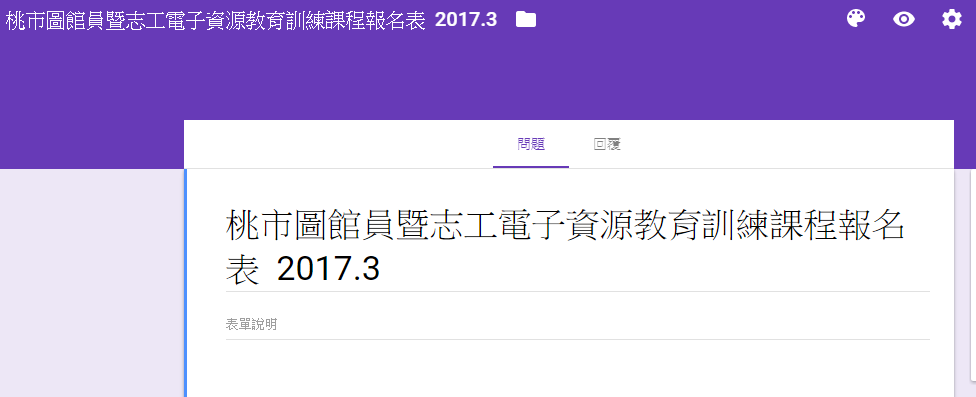 桃市圖館員暨志工電子資源教育訓練課程報名表 2017.3
問題
回覆
桃市圖館員暨志工電子資源教育訓練課程報名
表 2017.3
表單說明